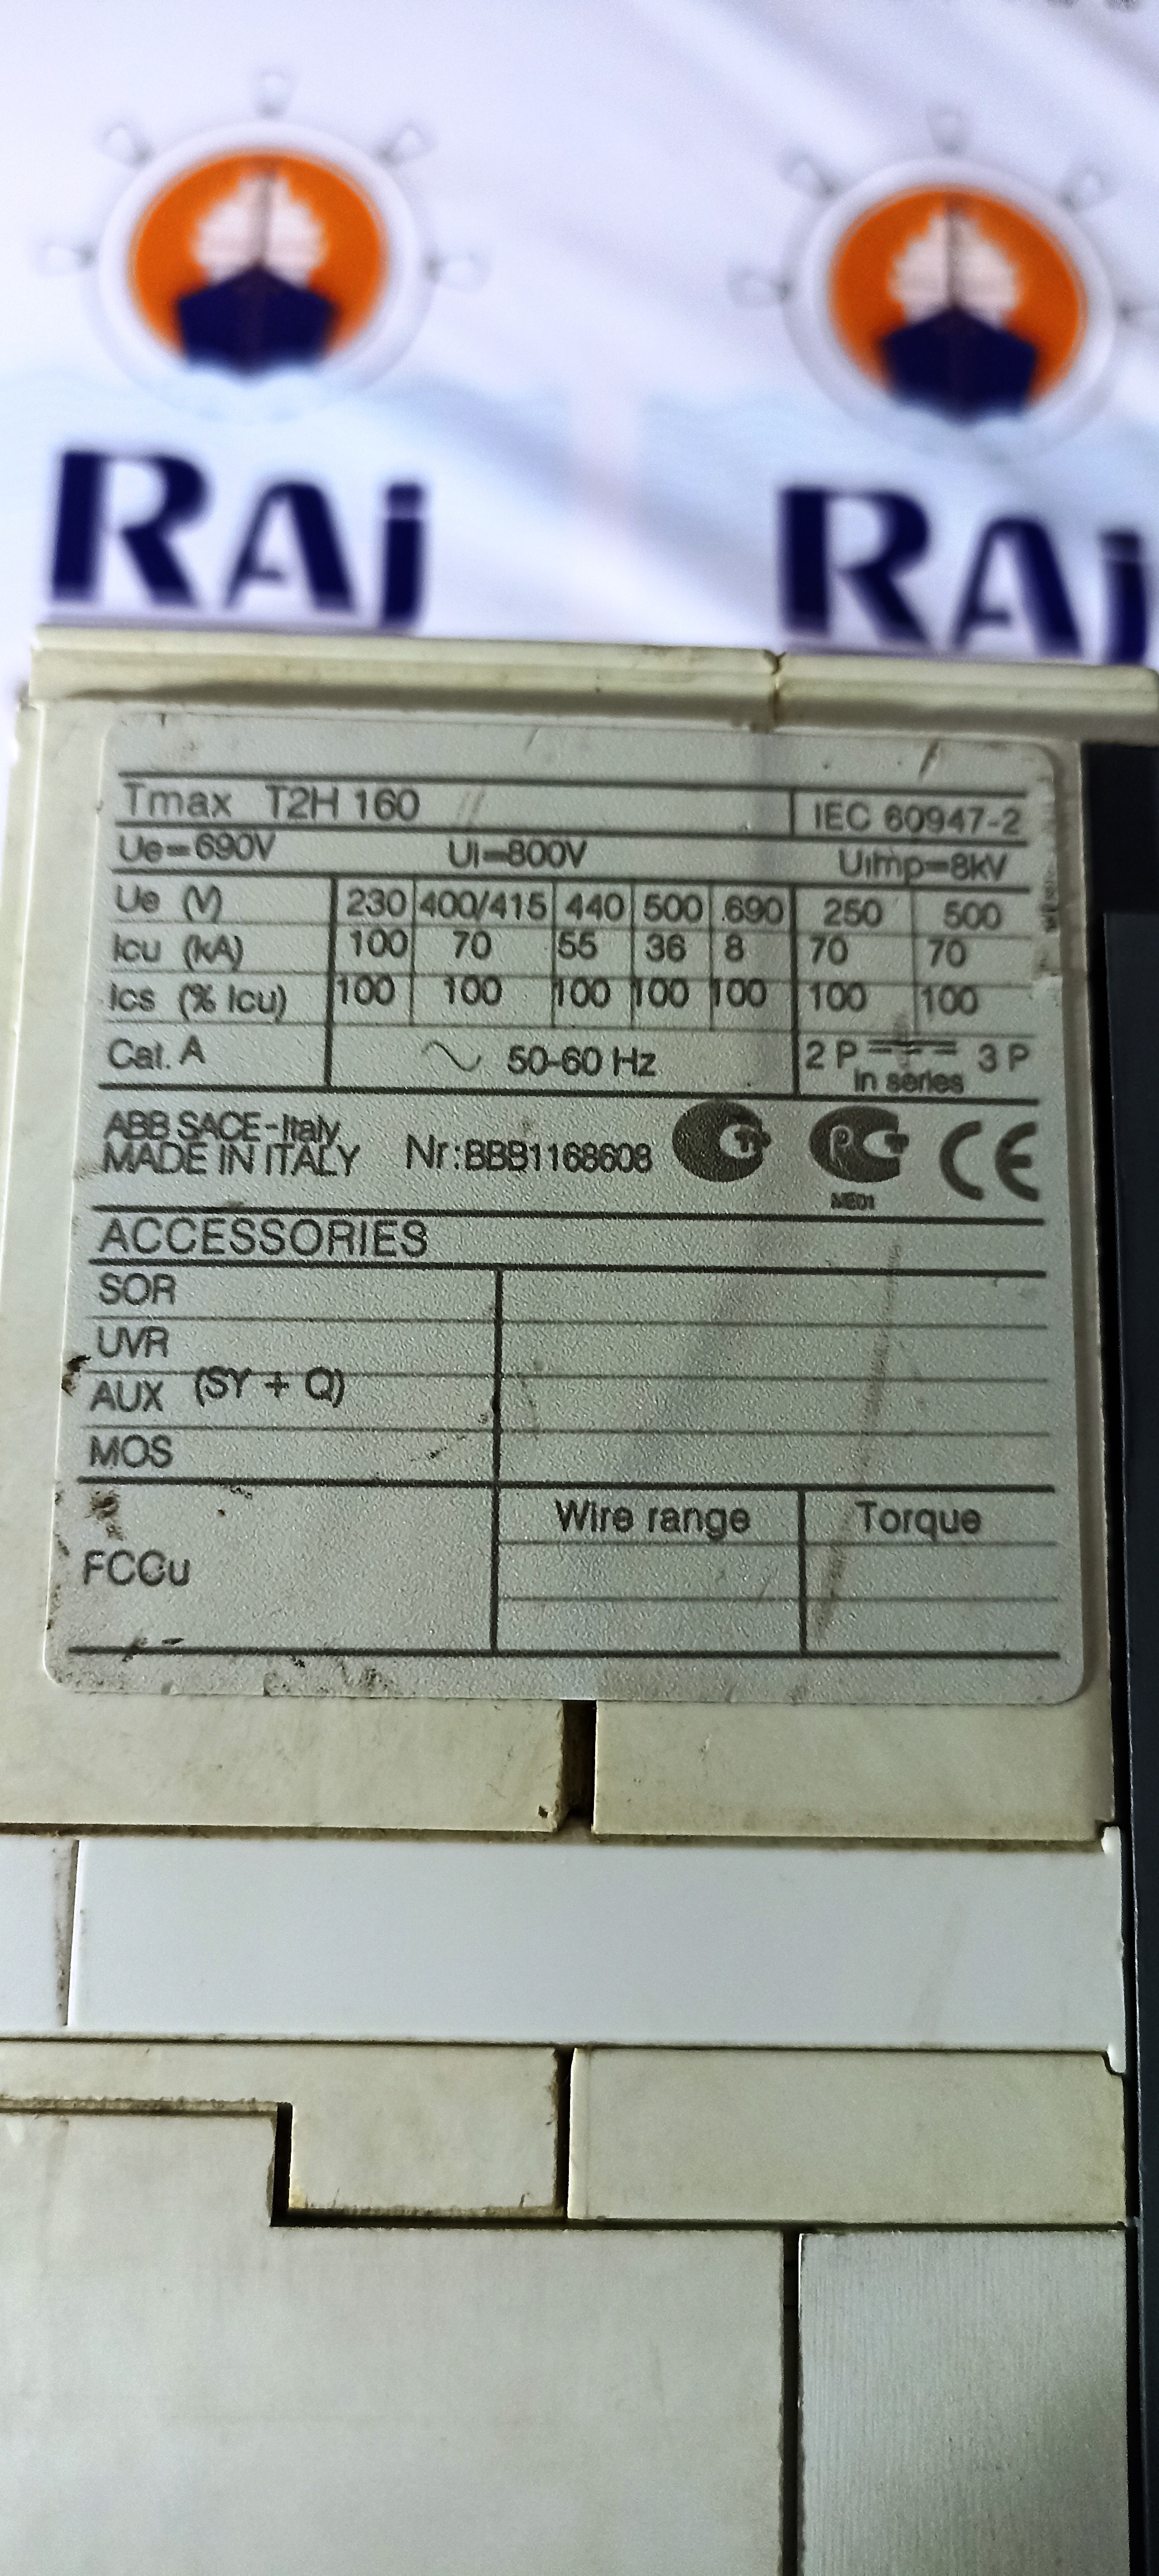 RAj RAj
Tmax T2H 160 IEC 60947-2
Ue=690V Ui=800V Uimp=8kV
Ue (V) 230 400/415 440 500 690 250 500
Icu (kA) 100 70 55 36 8 70 70
Ics (% Icu) 100 100 100 100 100 100 100
Cat. A 50-60 Hz 2 P 3 P
in series
ABB SACE-Italy
MADE IN ITALY Nr:BBB1168608 CE
ME01
ACCESSORIES
SOR
UVR
AUX (SY + Q)
MOS
Wire range Torque
FCCu